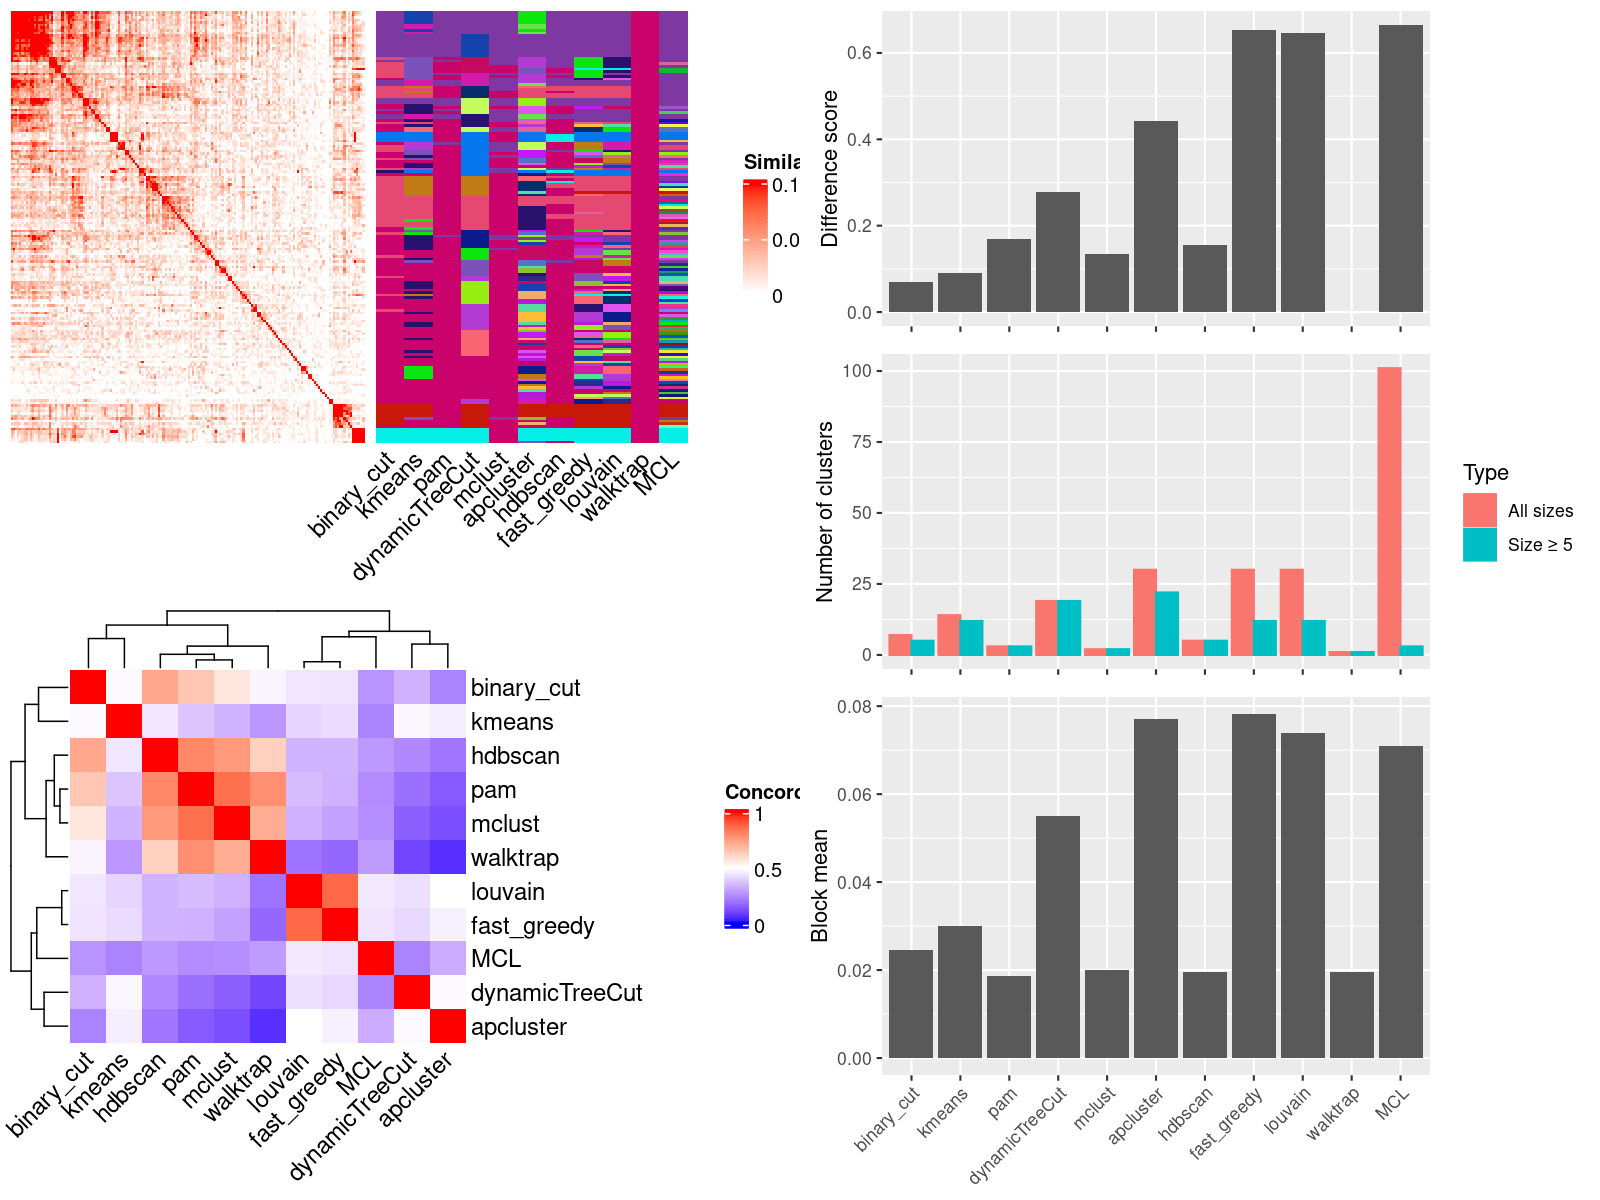 Simila
0.1
0.0
0
binary_cut
kmeans
pam
dynamicTreeCut
mclust
apcluster
hdbscan
fast_greedy
louvain
walktrap
MCL
binary_cut
kmeans
hdbscan
pam
mclust
walktrap
louvain
fast_greedy
MCL
dynamicTreeCut
apcluster
binary_cut
kmeans
hdbscan
pam
mclust
walktrap
louvain
fast_greedy
MCL
dynamicTreeCut
apcluster
Concord
1
0.5
0
Difference score
0.6
0.4
0.2
0.0
Number of clusters
100
75
50
25
0
Type
All sizes
Size ≥ 5
Block mean
0.08
0.06
0.04
0.02
0.00
binary_cut
kmeans
pam
dynamicTreeCut
mclust
apcluster
hdbscan
fast_greedy
louvain
walktrap
MCL